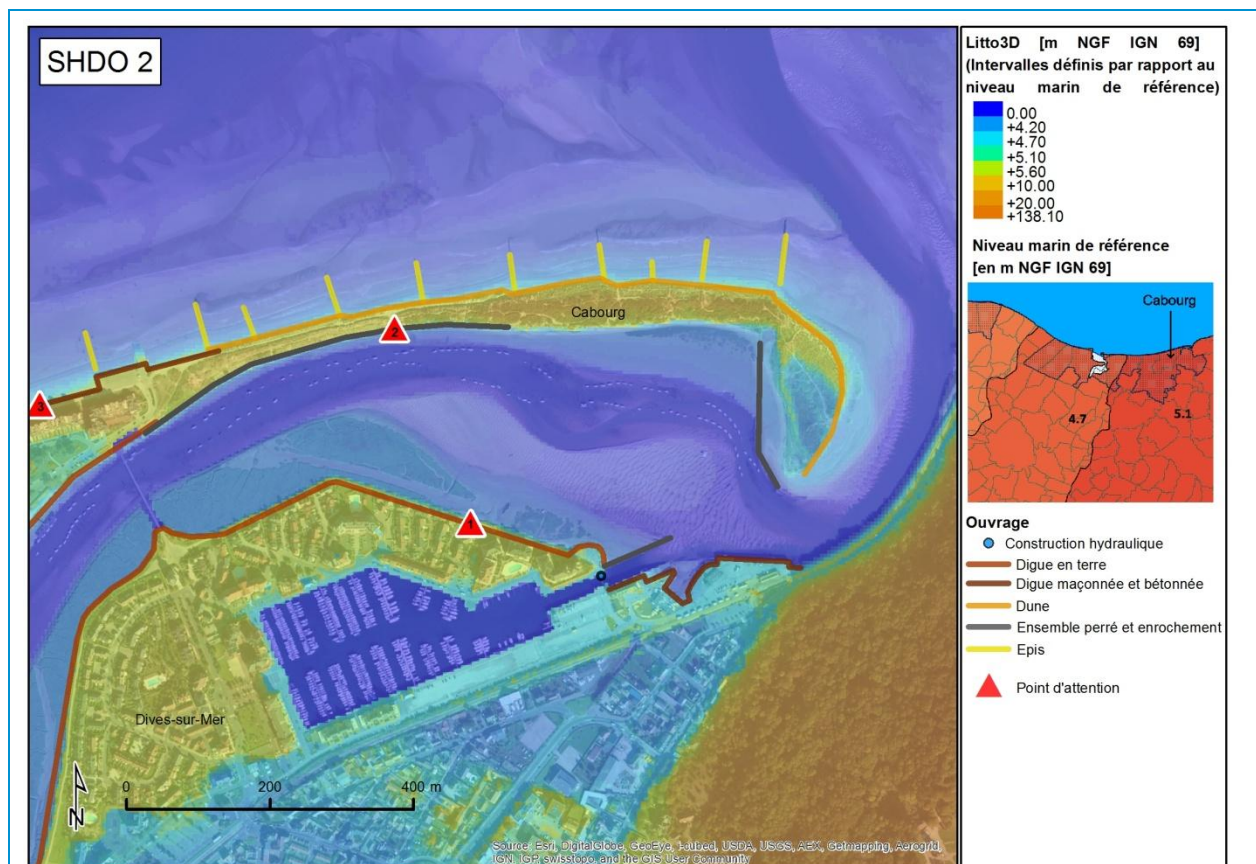 SHDO 2
Cabourg
2
3
1
Dives-sur-Mer
0 200 400 m
N
Source: Esri, DigitalGlobe, GeoEye, i-cubed, USDA, USGS, AEX, Getmapping, Aerogrid,
IGN, IGP, swisstopo, and the GIS User Community
Litto3D [m NGF IGN 69]
(Intervalles définis par rapport au
niveau marin de référence)
0.00
+4.20
+4.70
+5.10
+5.60
+10.00
+20.00
+138.10
Niveau marin de référence
[en m NGF IGN 69]
Cabourg
4.7
5.1
Ouvrage
Construction hydraulique
Digue en terre
Digue maçonnée et bétonnée
Dune
Ensemble perré et enrochement
Epis
Point d'attention